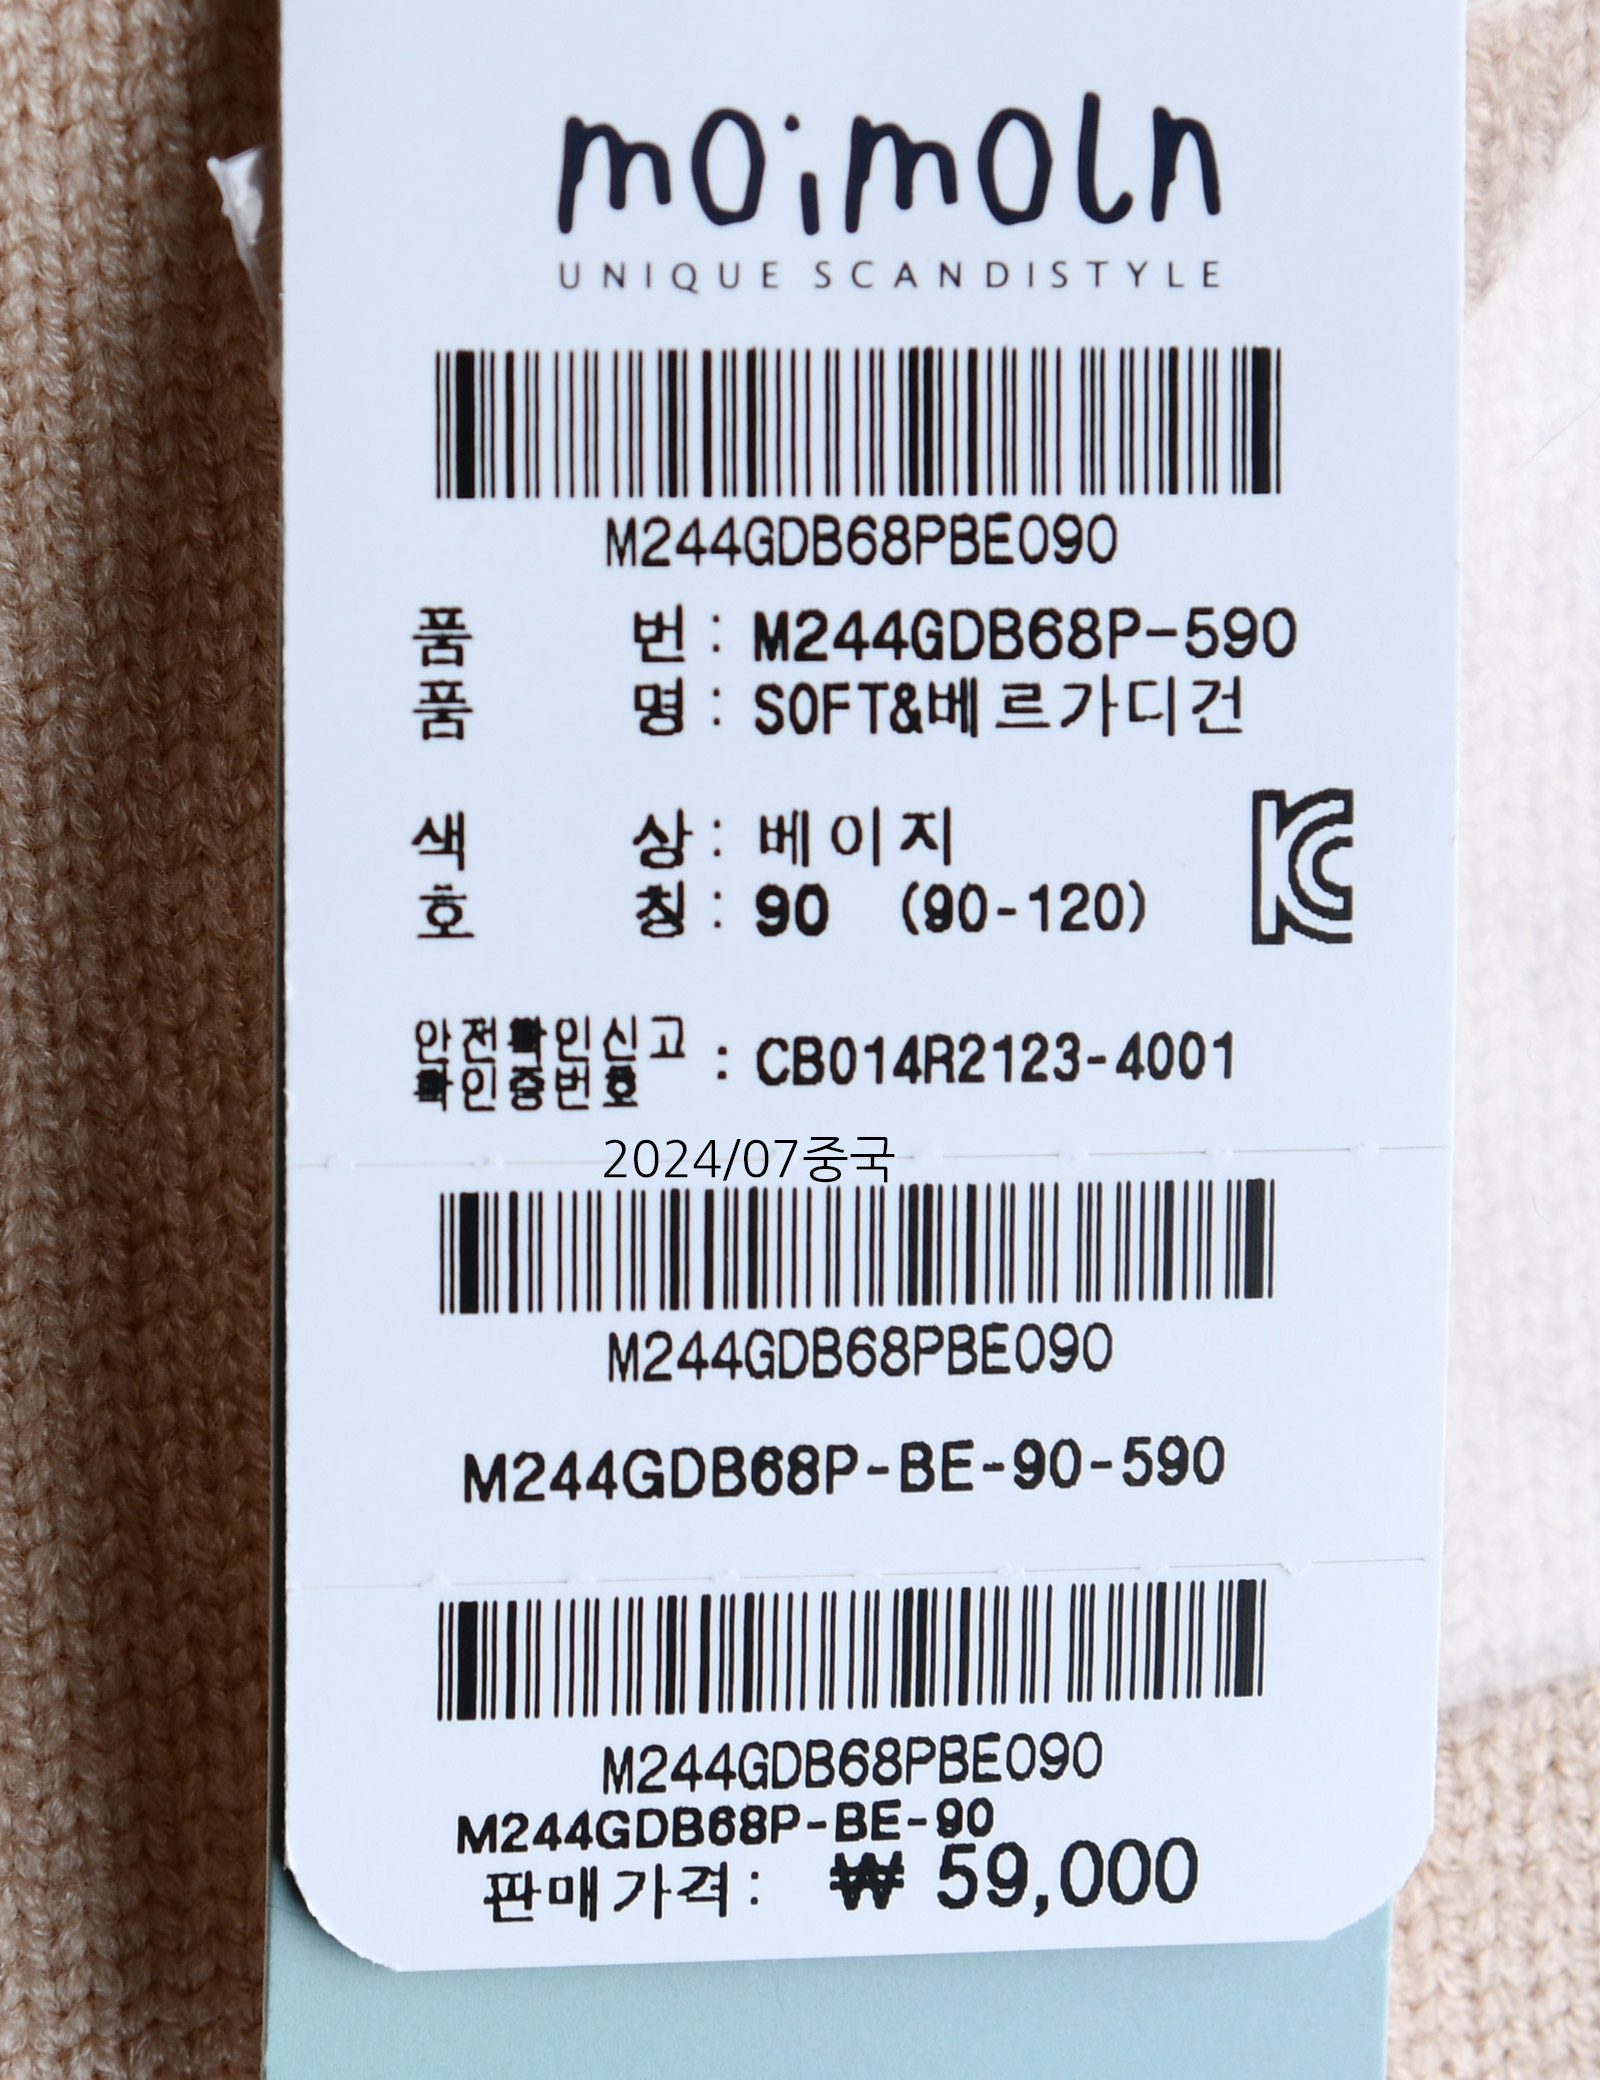 moimoln
UNIQUE SCANDISTYLE
M244GDB68PBE090
품 번 : M244GDB68P-590
품 명 : SOFT&베르가디건
색 상 : 베이지
호 칭 : 90 (90-120)
안전확인신고
확인증번호 : CB014R2123-4001
2024/07중국
M244GDB68PBE090
M244GDB68P-BE-90-590
M244GDB68PBE090
M244GDB68P-BE-90
판매가격 : ₩ 59,000